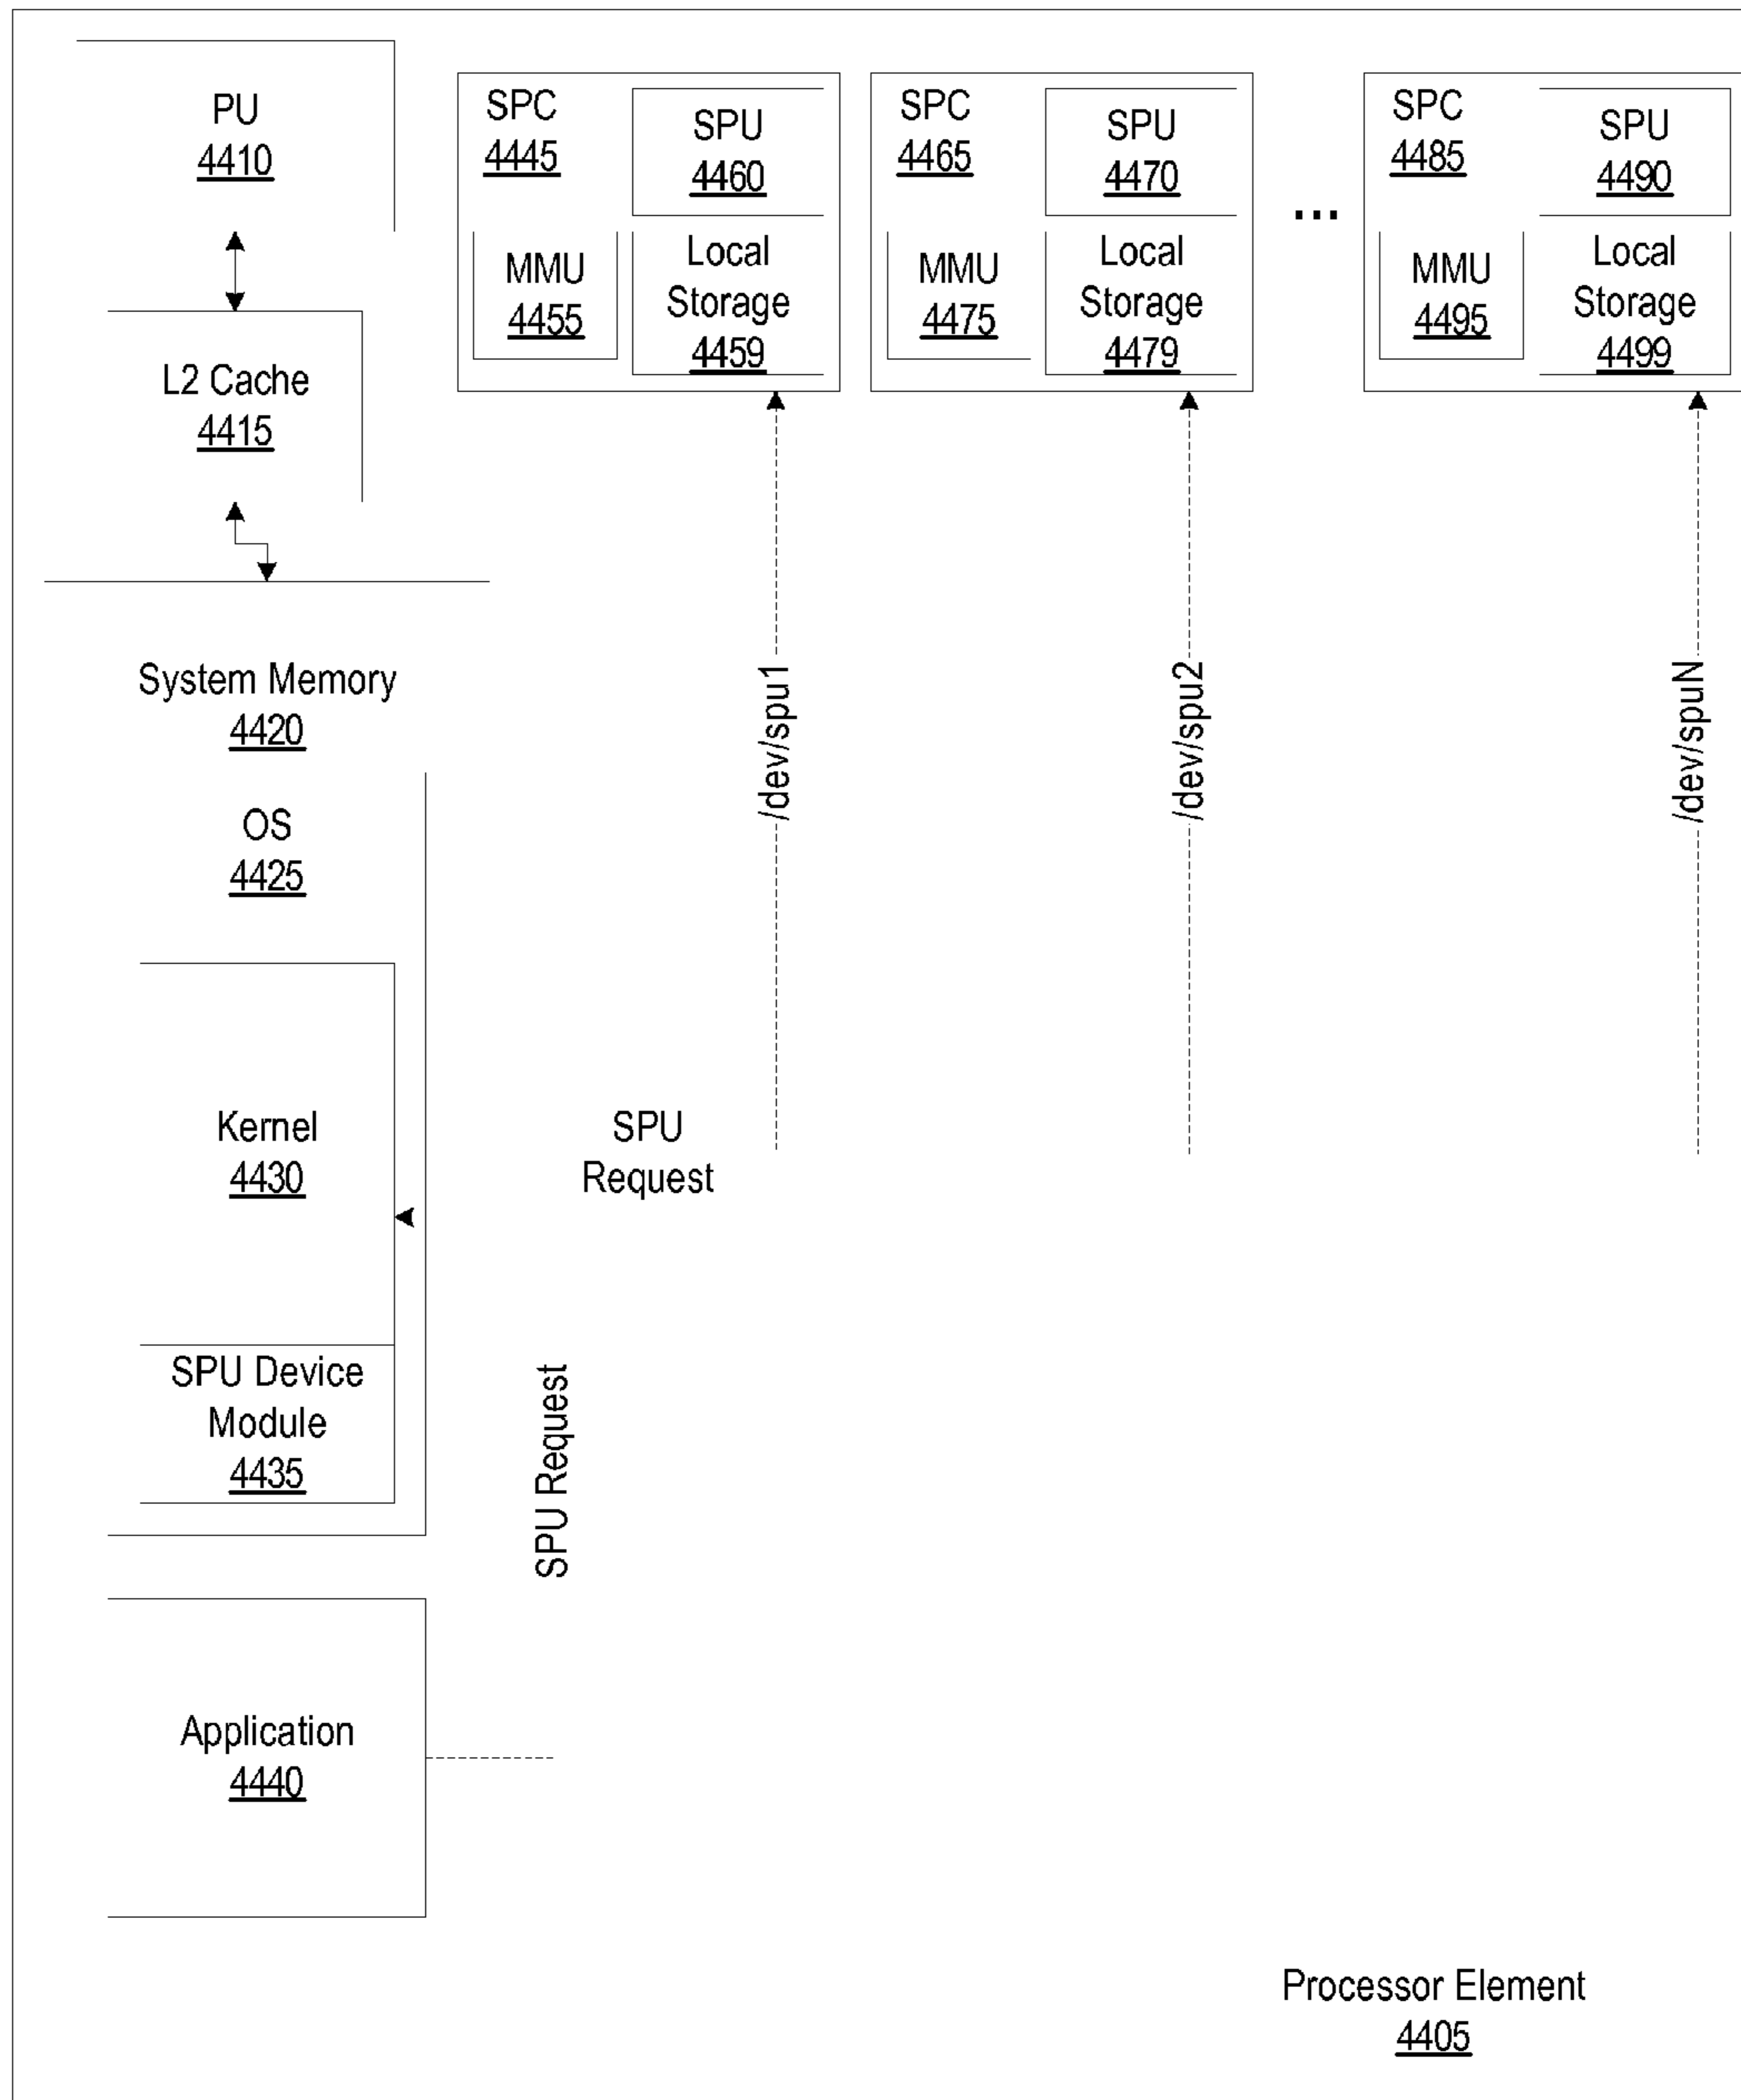 PU
4410
L2 Cache
4415
System Memory
4420
OS
4425
Kernel
4430
SPU Device
Module
4435
Application
4440
SPC
4445
SPU
4460
MMU
4455
Local
Storage
4459
SPC
4465
SPU
4470
MMU
4475
Local
Storage
4479
...
SPC
4485
SPU
4490
MMU
4495
Local
Storage
4499
/dev/spu1
/dev/spu2
/dev/spuN
SPU
Request
SPU Request
Processor Element
4405